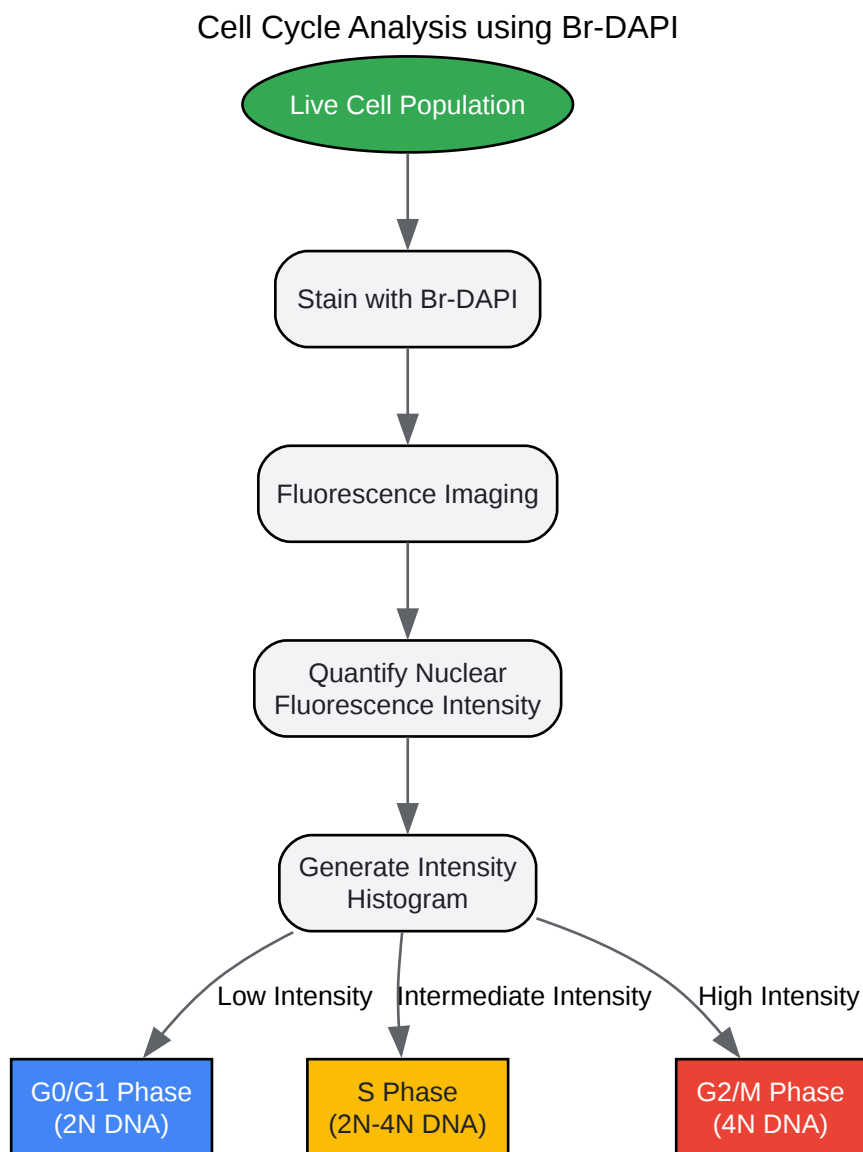 Cell Cycle Analysis using Br-DAPI
Live Cell Population
Stain with Br-DAPI
Fluorescence Imaging
Quantify Nuclear
Fluorescence Intensity
Generate Intensity
Histogram
Low Intensity
Intermediate Intensity
High Intensity
G0/G1 Phase
(2N DNA)
S Phase
(2N-4N DNA)
G2/M Phase
(4N DNA)